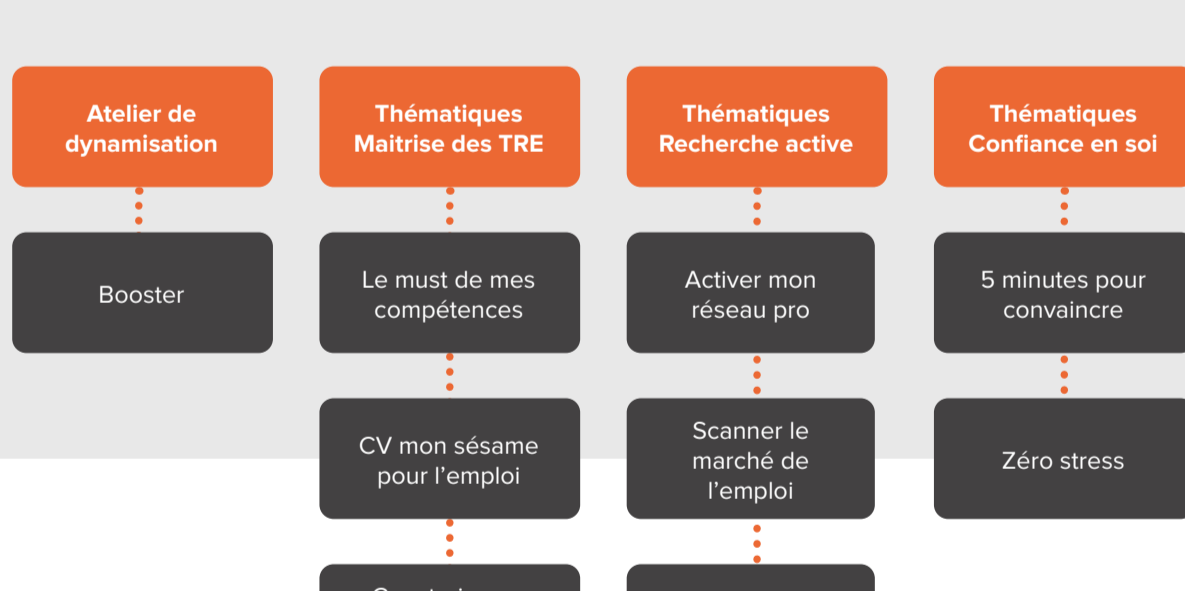 Atelier de
dynamisation
Thématiques
Maitrise des TRE
Thématiques
Recherche active
Thématiques
Confiance en soi
Booster
Le must de mes
compétences
Activer mon
réseau pro
5 minutes pour
convaincre
CV mon sésame
pour l’emploi
Scanner le
marché de
l’emploi
Zéro stress